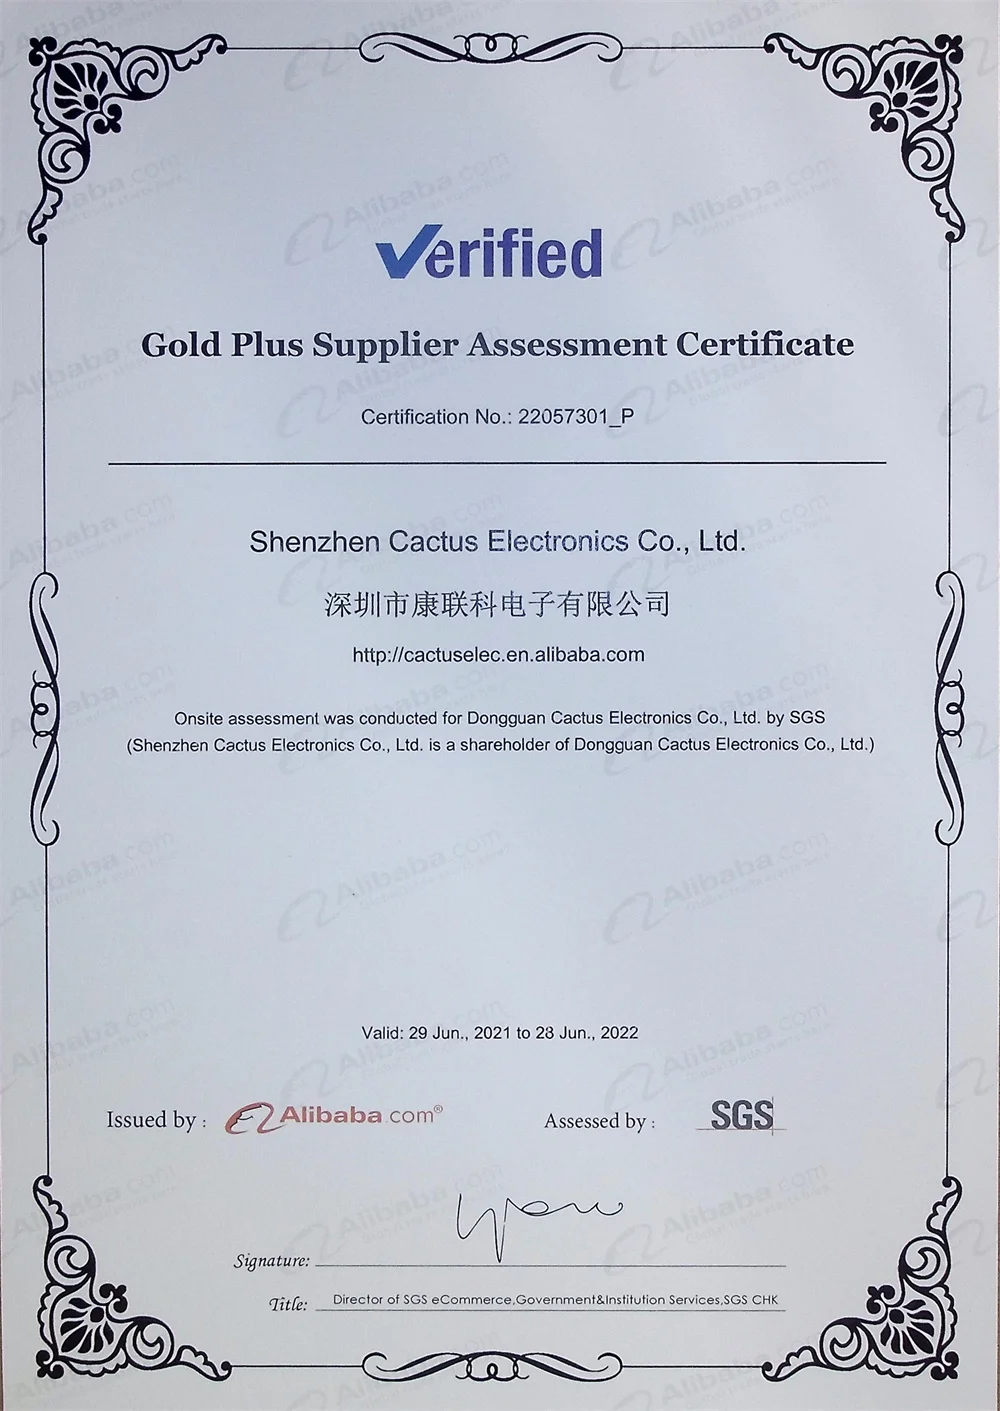 Verified
Gold Plus Supplier Assessment Certificate
Certification No.: 22057301_P
Shenzhen Cactus Electronics Co., Ltd.
深圳市康联科电子有限公司
http://cactuselec.en.alibaba.com
Onsite assessment was conducted for Dongguan Cactus Electronics Co., Ltd. by SGS
(Shenzhen Cactus Electronics Co., Ltd. is a shareholder of Dongguan Cactus Electronics Co., Ltd.)
Valid: 29 Jun., 2021 to 28 Jun., 2022
Issued by : Alibaba.com® Assessed by : SGS
Signature:
Title: Director of SGS eCommerce,Government&Institution Services,SGS CHK